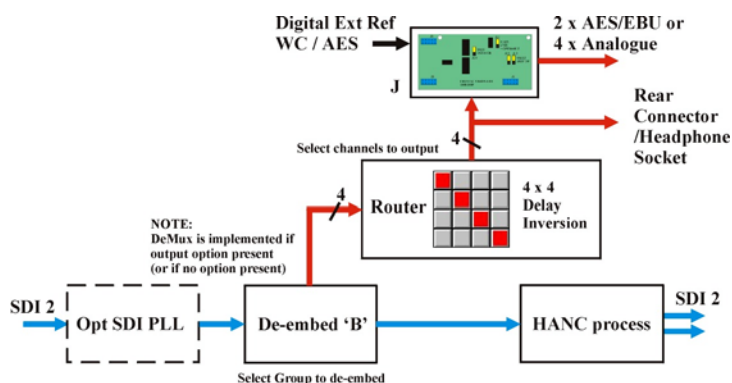 Digital Ext Ref
WC / AES
2 x AES/EBU or
4 x Analogue
J
Rear
Connector
/Headphone
Socket
4
Select channels to output
Router
4 x 4
Delay
Inversion
4
NOTE:
DeMux is implemented if
output option present
(or if no option present)
SDI 2
Opt SDI PLL
De-embed ‘B’
HANC process
SDI 2
Select Group to de-embed